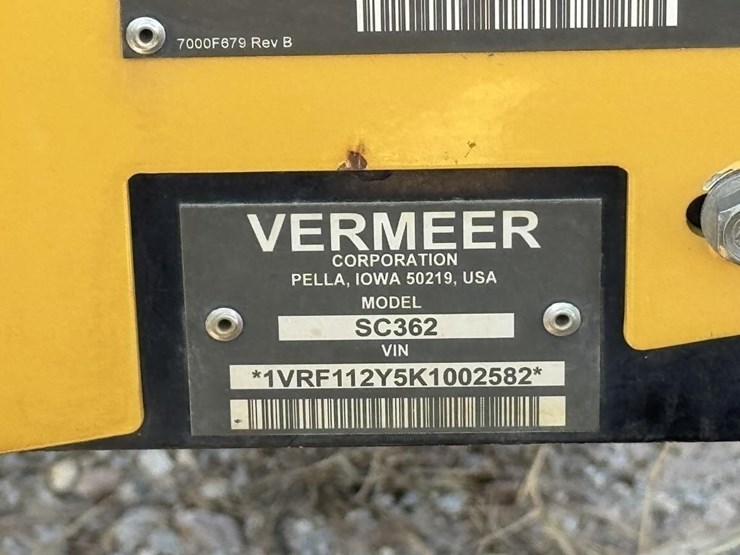 7000F679 Rev B
VERMEER
CORPORATION
PELLA, IOWA 50219, USA
MODEL
SC362
VIN
*1VRF112Y5K1002582*